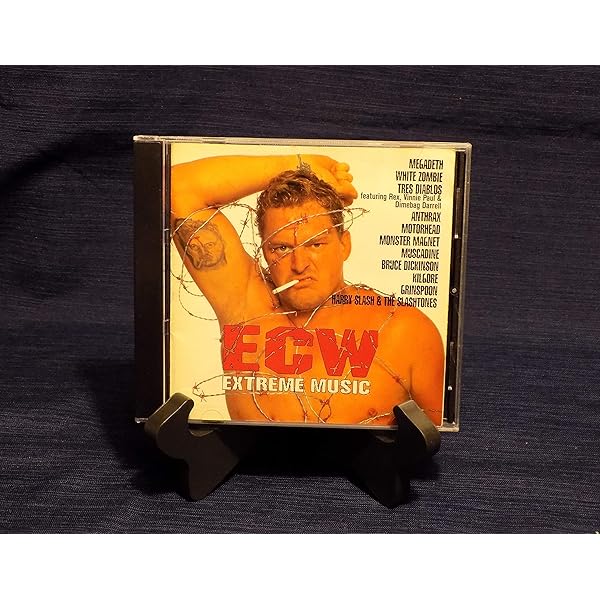 MEGADETH
WHITE ZOMBIE
TRES DIABLOS
featuring Rex, Vinnie Paul &
Dimebag Darrell
ANTHRAX
MOTORHEAD
MONSTER MAGNET
MUSCADINE
BRUCE DICKINSON
KILGORE
GRINSPOON
HARRY SLASH & THE SLASHTONES
ECW
EXTREME MUSIC